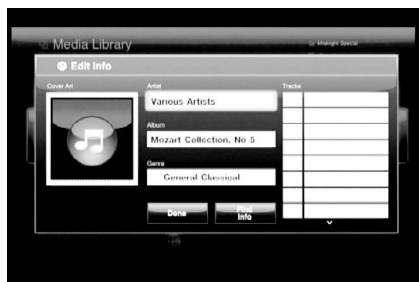 Media Library
Midnight Special
Edit Info
Cover Art
Artist
Tracks
Various Artists
Album
Mozart Collection, No 5
Genre
General Classical
Done
Find
Info